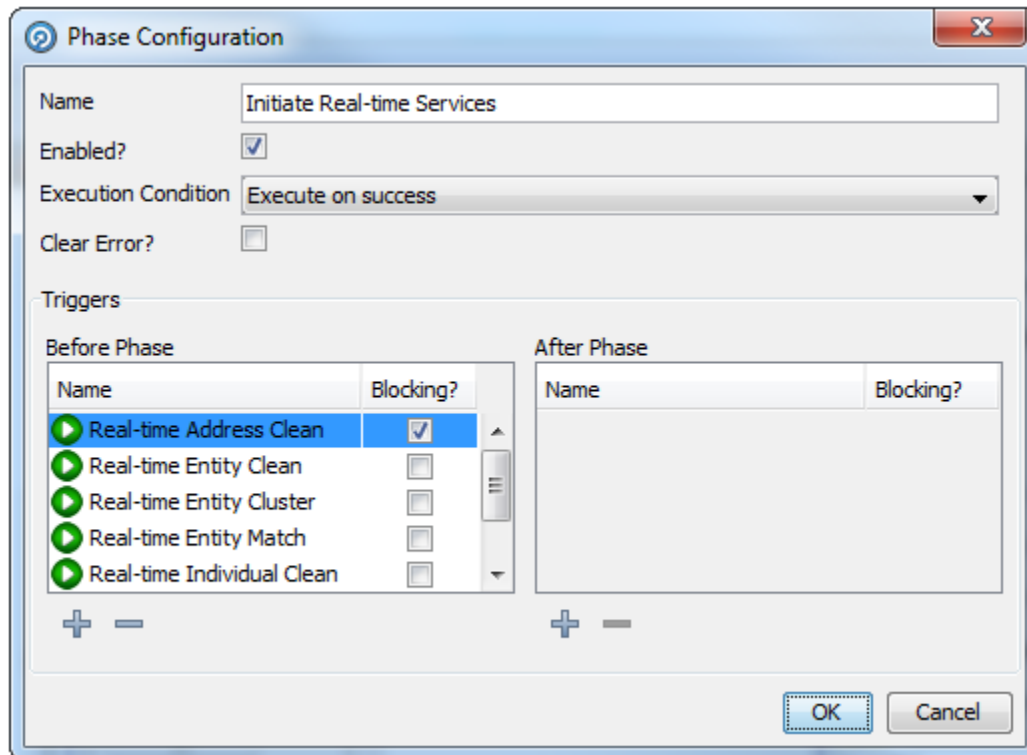 Phase Configuration
Name
Initiate Real-time Services
Enabled?
Execution Condition
Execute on success
Clear Error?
Triggers
Before Phase
Name
Blocking?
Real-time Address Clean
Real-time Entity Clean
Real-time Entity Cluster
Real-time Entity Match
Real-time Individual Clean
After Phase
Name
Blocking?
OK
Cancel